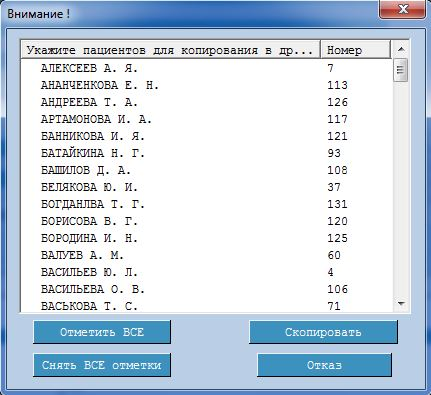 Внимание !
Укажите пациентов для копирования в др... Номер
АЛЕКСЕЕВ А. Я. 7
АНАНЧЕНКОВА Е. Н. 113
АНДРЕЕВА Т. А. 126
АРТАМОНОВА И. А. 117
БАННИКОВА И. Я. 121
БАТАЙКИНА Н. Г. 93
БАШИЛОВ Д. А. 108
БЕЛЯКОВА Ю. И. 37
БОГДАНЛВА Т. Г. 131
БОРИСОВА В. Г. 120
БОРОДИНА И. Н. 125
ВАЛУЕВ А. М. 60
ВАСИЛЬЕВ Ю. Л. 4
ВАСИЛЬЕВА О. В. 106
ВАСЬКОВА Т. С. 71
Отметить ВСЕ Скопировать
Снять ВСЕ отметки Отказ